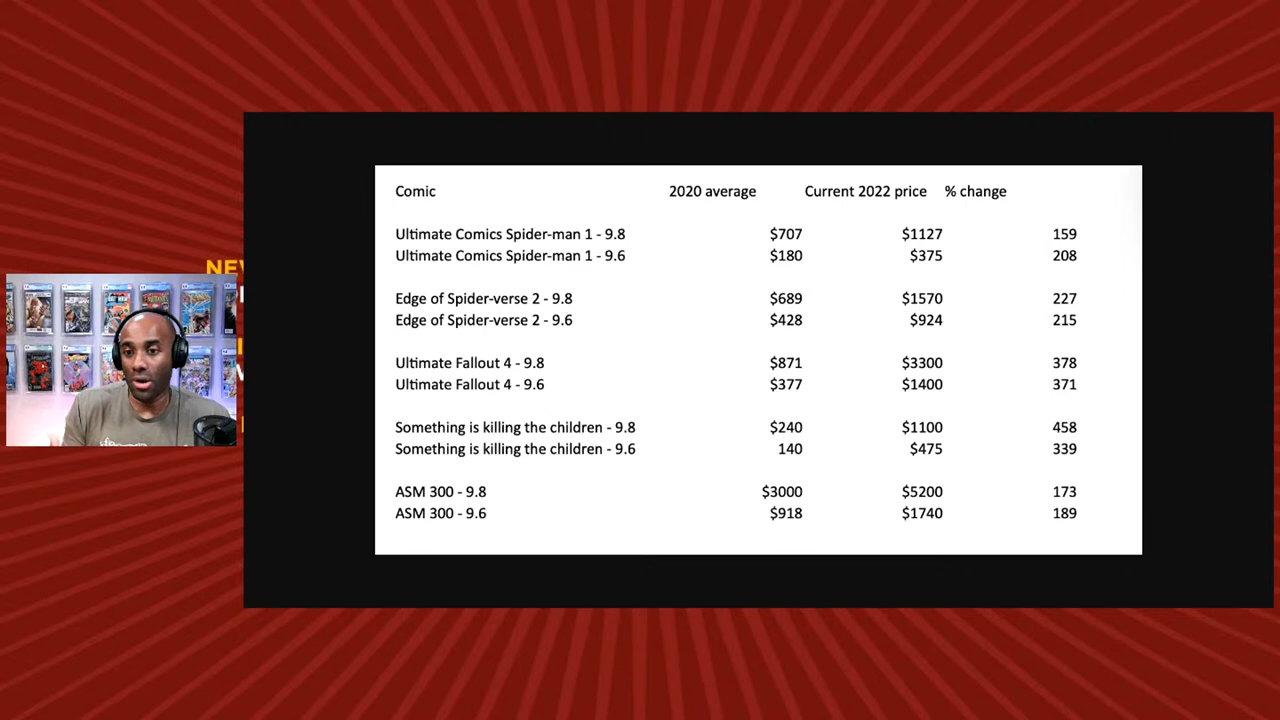 Comic 2020 average Current 2022 price % change
Ultimate Comics Spider-man 1 - 9.8 $707 $1127 159
Ultimate Comics Spider-man 1 - 9.6 $180 $375 208
Edge of Spider-verse 2 - 9.8 $689 $1570 227
Edge of Spider-verse 2 - 9.6 $428 $924 215
Ultimate Fallout 4 - 9.8 $871 $3300 378
Ultimate Fallout 4 - 9.6 $377 $1400 371
Something is killing the children - 9.8 $240 $1100 458
Something is killing the children - 9.6 140 $475 339
ASM 300 - 9.8 $3000 $5200 173
ASM 300 - 9.6 $918 $1740 189